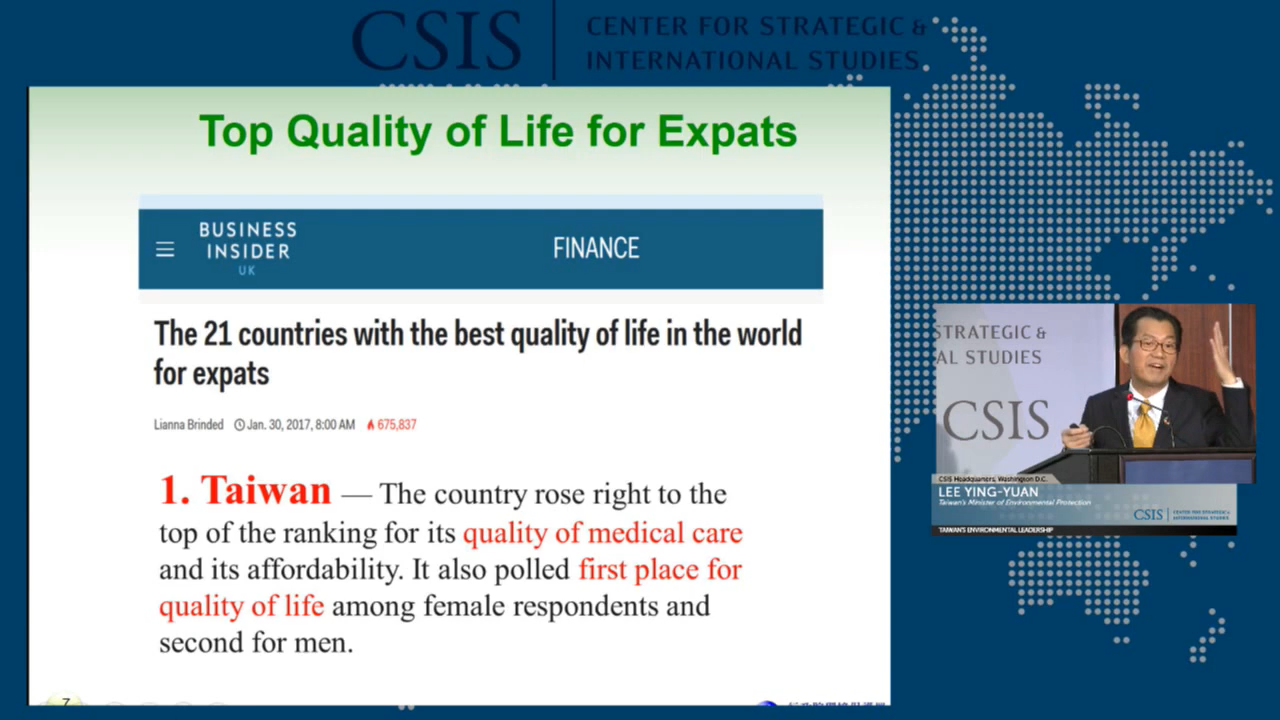 CSIS
CENTER FOR STRATEGIC &
INTERNATIONAL STUDIES
Top Quality of Life for Expats
BUSINESS
INSIDER
UK
FINANCE
The 21 countries with the best quality of life in the world
for expats
Lianna Brinded Jan. 30, 2017, 8:00 AM 675,837
1. Taiwan — The country rose right to the
top of the ranking for its quality of medical care
and its affordability. It also polled first place for
quality of life among female respondents and
second for men.
7
STRATEGIC &
AL STUDIES
CSIS
CSIS Headquarters, Washington D.C.
LEE YING-YUAN
Taiwan's Minister of Environmental Protection
CSIS
CENTER FOR STRATEGIC &
INTERNATIONAL STUDIES
TAIWAN'S ENVIRONMENTAL LEADERSHIP